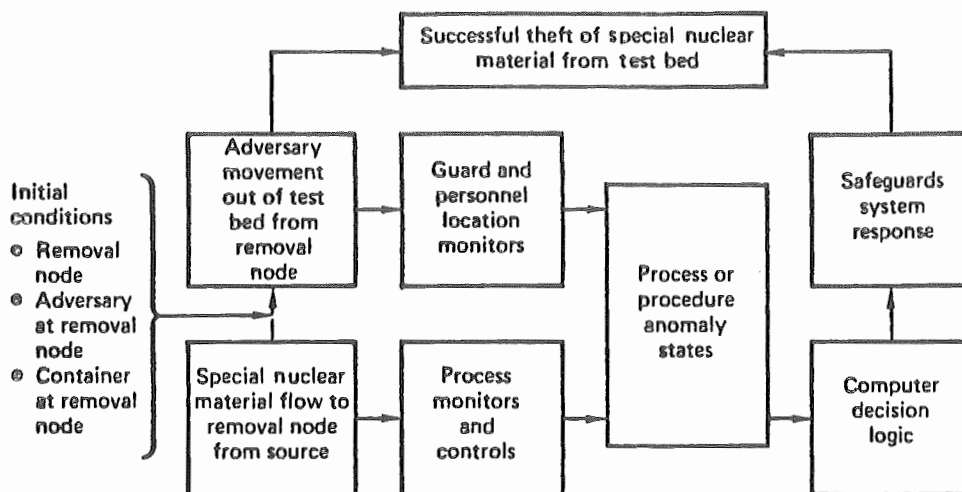 Successful theft of special nuclear
material from test bed
Initial
conditions
Removal
node
Adversary
at removal
node
Container
at removal
node
Adversary
movement
out of test
bed from
removal
node
Guard and
personnel
location
monitors
Process or
procedure
anomaly
states
Safeguards
system
response
Special nuclear
material flow to
removal node
from source
Process
monitors
and
controls
Computer
decision
logic